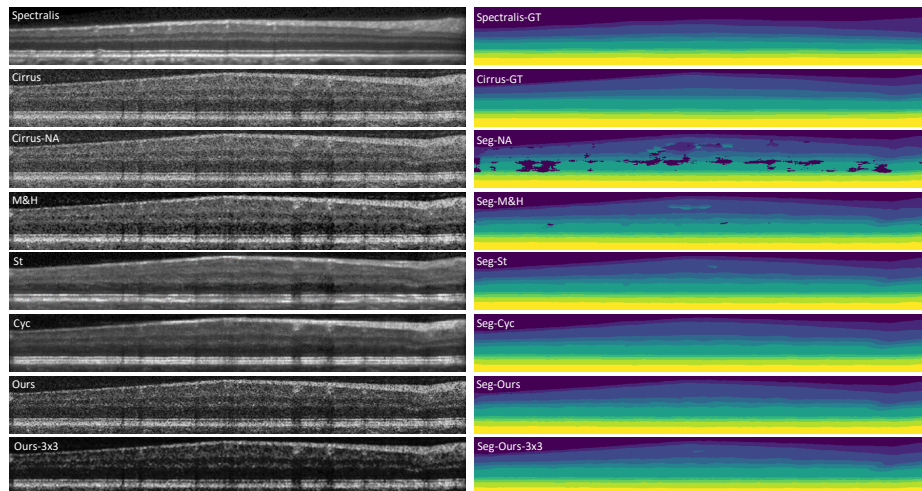 Spectralis
Spectralis-GT
Cirrus
Cirrus-GT
Cirrus-NA
Seg-NA
M&H
Seg-M&H
St
Seg-St
Cyc
Seg-Cyc
Ours
Seg-Ours
Ours-3x3
Seg-Ours-3x3